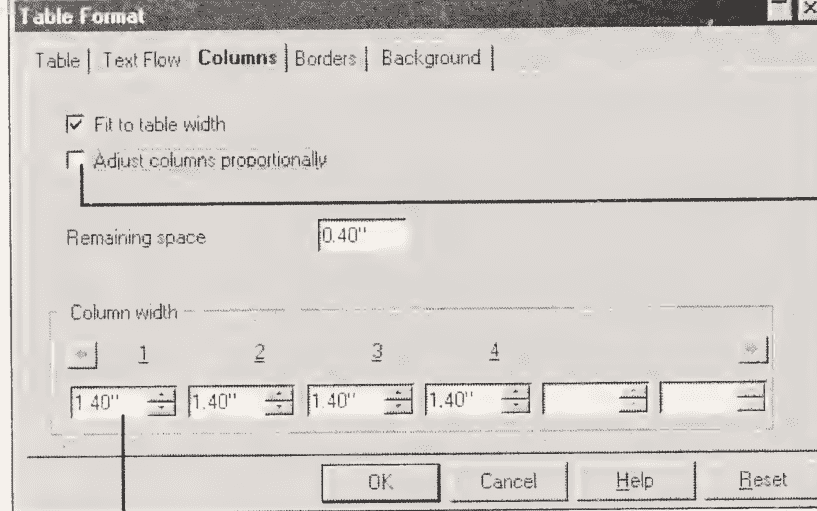 Table Format
Table | Text Flow Columns | Borders | Background |
Fit to table width
Adjust columns proportionally
Remaining space 0.40"
Column width
1 2 3 4
1.40" 1.40" 1.40" 1.40"
OK Cancel Help Reset